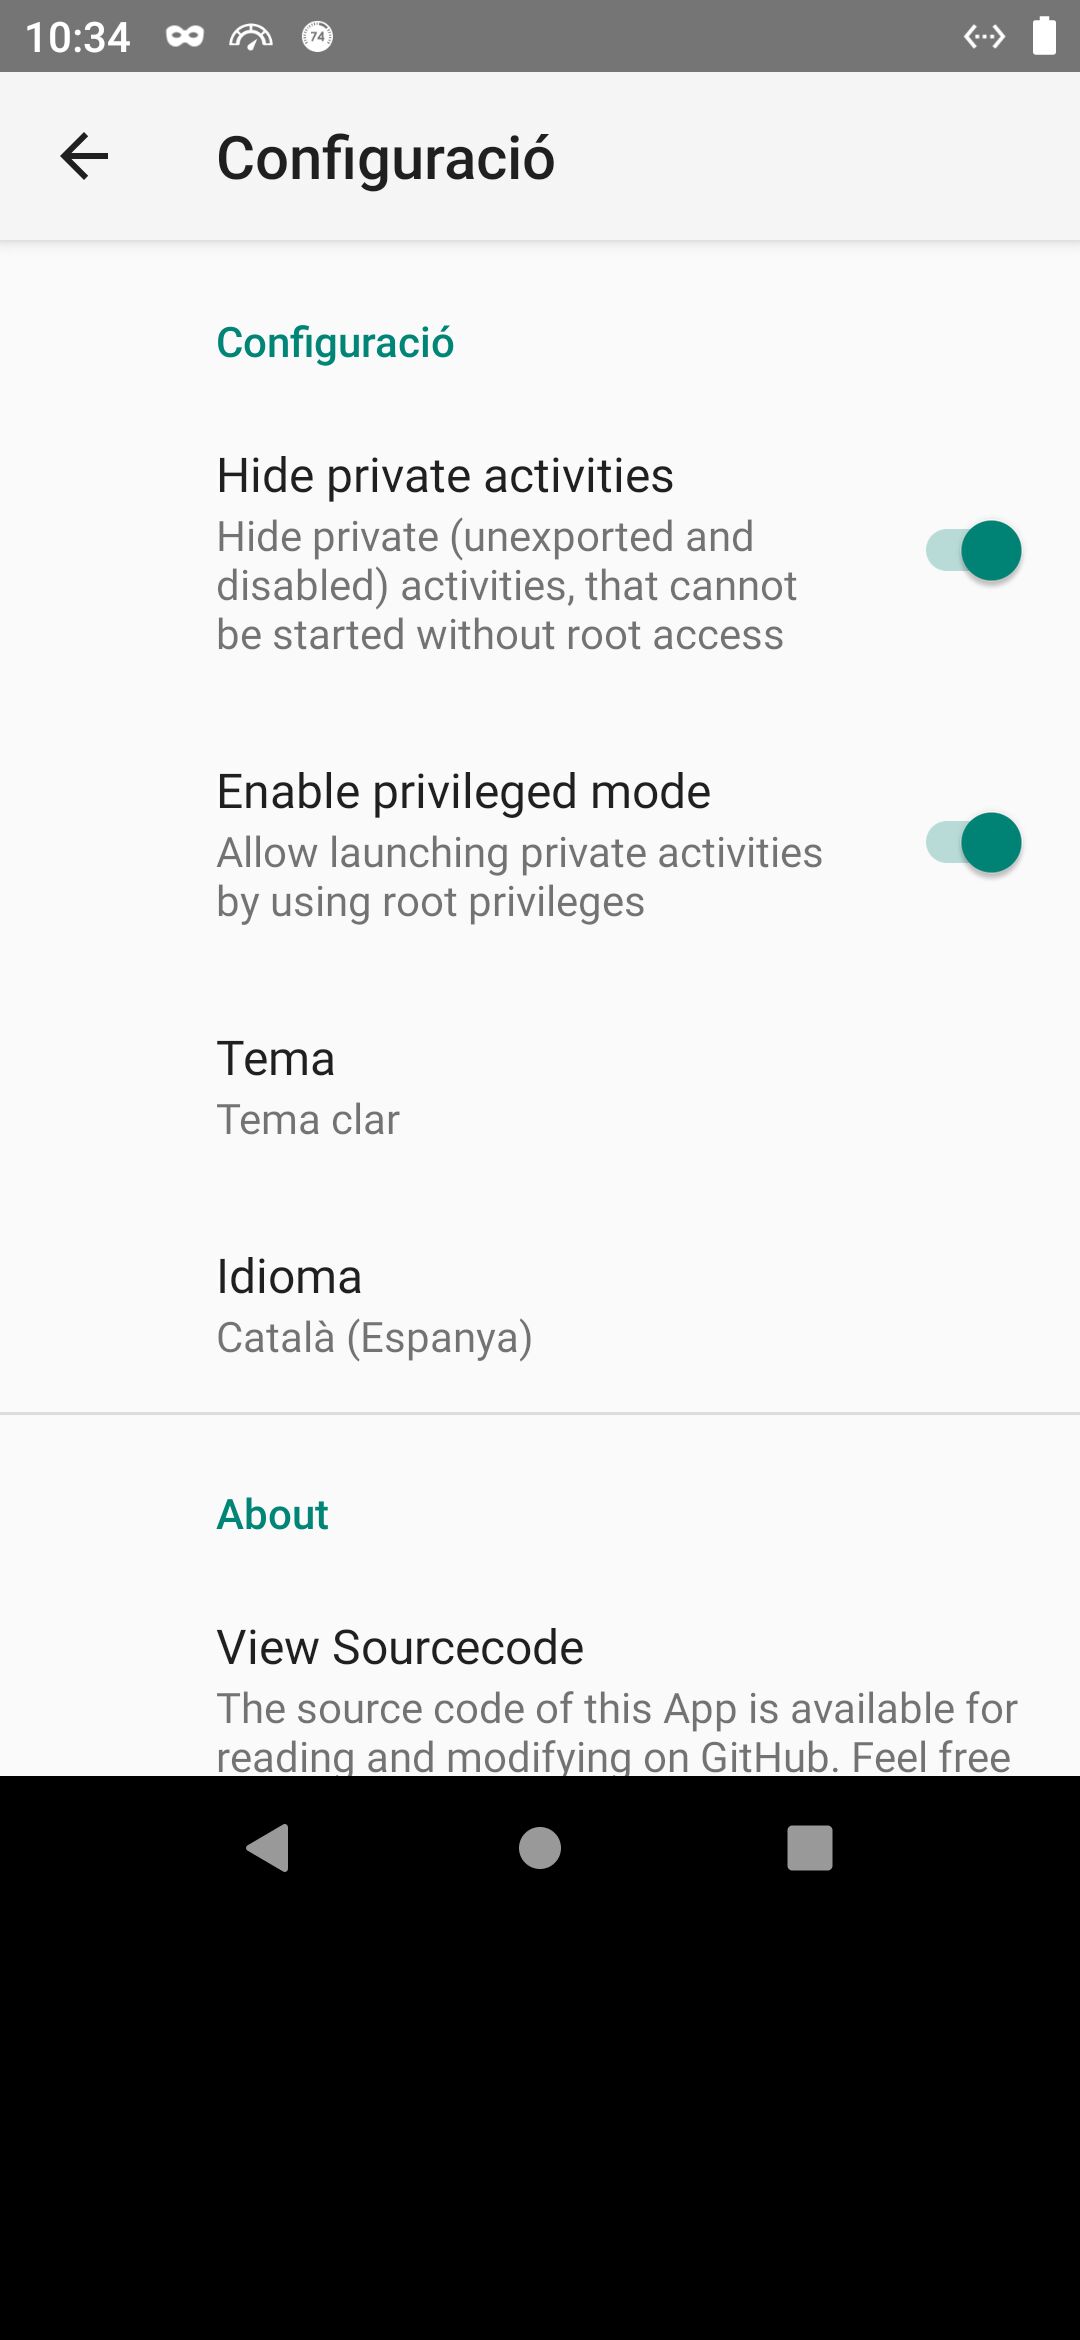 10:34
74
Configuració
Configuració
Hide private activities
Hide private (unexported and
disabled) activities, that cannot
be started without root access
Enable privileged mode
Allow launching private activities
by using root privileges
Tema
Tema clar
Idioma
Català (Espanya)
About
View Sourcecode
The source code of this App is available for
reading and modifying on GitHub. Feel free